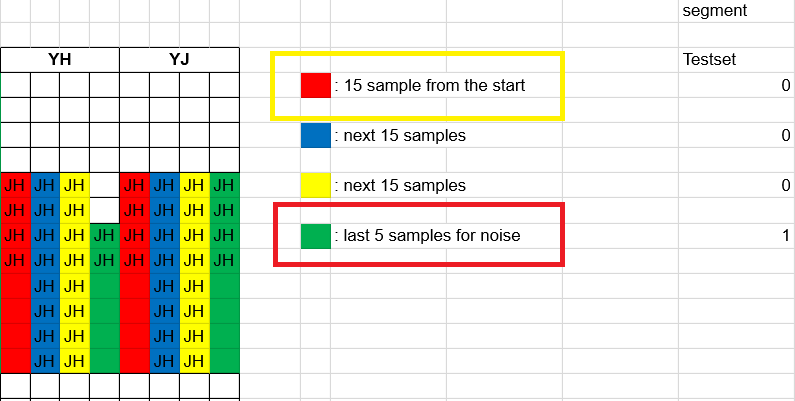 segment
YH YJ Testset
: 15 sample from the start 0
: next 15 samples 0
JH JH JH JH JH JH JH : next 15 samples 0
JH JH JH JH JH JH JH
JH JH JH JH JH JH JH JH : last 5 samples for noise 1
JH JH JH JH JH JH JH JH
JH JH JH JH
JH JH JH JH
JH JH JH JH
JH JH JH JH